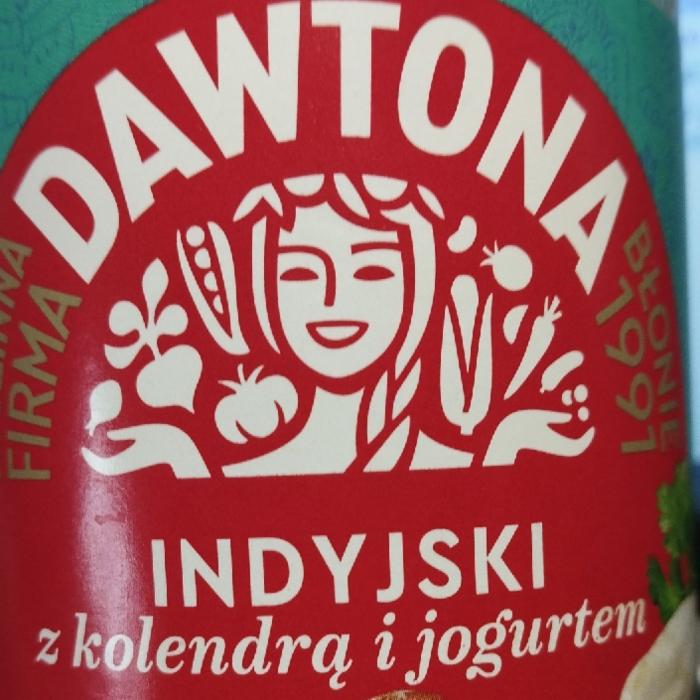 DAWTONA
FIRMA
BŁONIE
1991
INDYJSKI
z kolendrą i jogurtem